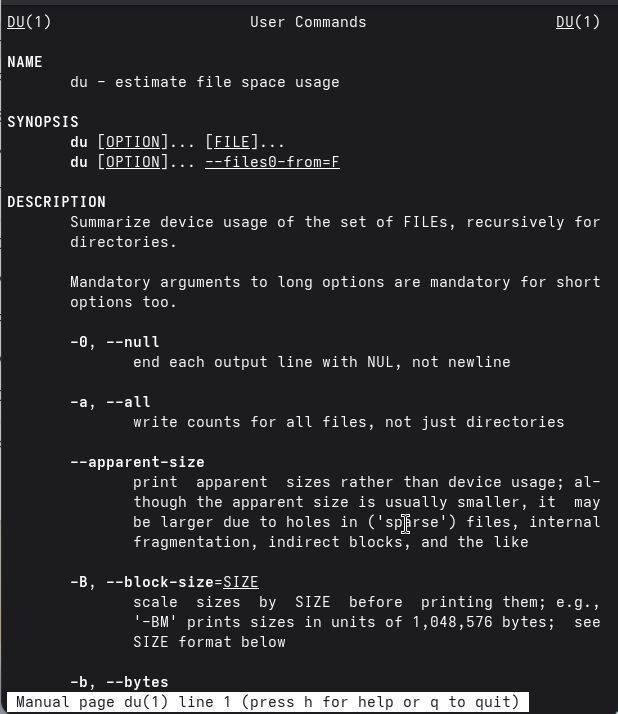 DU(1) User Commands DU(1)
NAME
du - estimate file space usage
SYNOPSIS
du [OPTION]... [FILE]...
du [OPTION]... --files0-from=F
DESCRIPTION
Summarize device usage of the set of FILEs, recursively for
directories.
Mandatory arguments to long options are mandatory for short
options too.
-0, --null
end each output line with NUL, not newline
-a, --all
write counts for all files, not just directories
--apparent-size
print apparent sizes rather than device usage; al-
though the apparent size is usually smaller, it may
be larger due to holes in ('sparse') files, internal
fragmentation, indirect blocks, and the like
-B, --block-size=SIZE
scale sizes by SIZE before printing them; e.g.,
'-BM' prints sizes in units of 1,048,576 bytes; see
SIZE format below
-b, --bytes
Manual page du(1) line 1 (press h for help or q to quit)